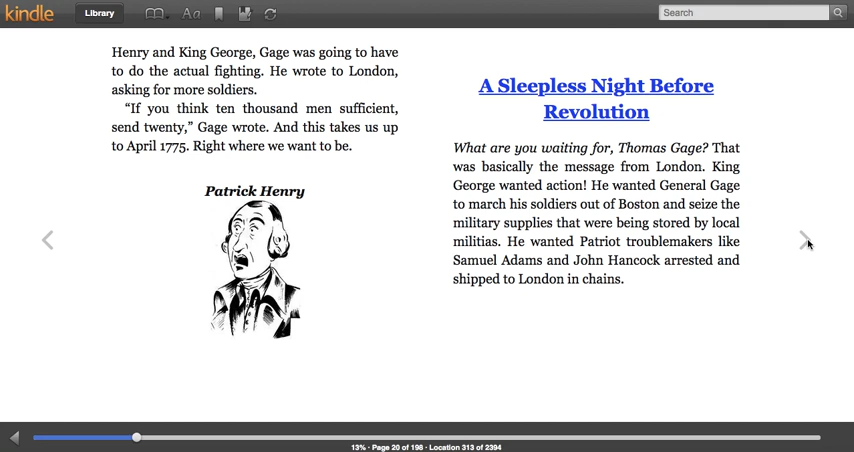 kindle
Library
Aa
Search
Henry and King George, Gage was going to have
to do the actual fighting. He wrote to London,
asking for more soldiers.
“If you think ten thousand men sufficient,
send twenty,” Gage wrote. And this takes us up
to April 1775. Right where we want to be.
Patrick Henry
A Sleepless Night Before
Revolution
What are you waiting for, Thomas Gage? That
was basically the message from London. King
George wanted action! He wanted General Gage
to march his soldiers out of Boston and seize the
military supplies that were being stored by local
militias. He wanted Patriot troublemakers like
Samuel Adams and John Hancock arrested and
shipped to London in chains.
13% · Page 20 of 198 · Location 313 of 2394